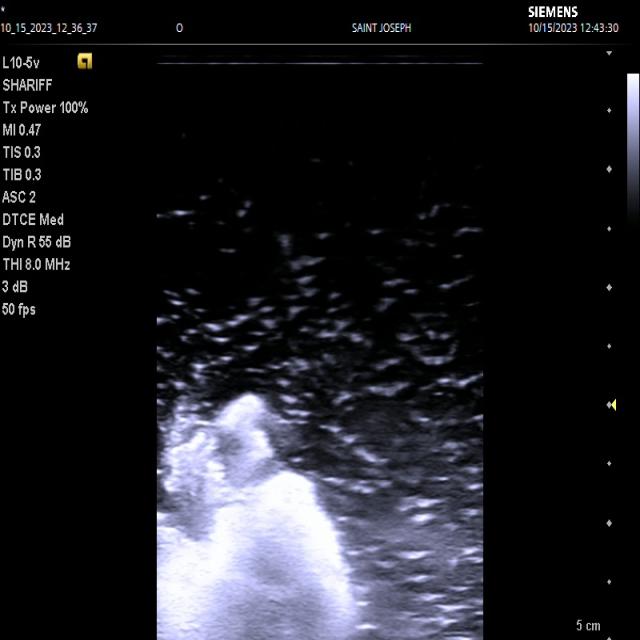 SIEMENS
10_15_2023_12_36_37 O SAINT JOSEPH 10/15/2023 12:43:30
L10-5v
SHARIFF
Tx Power 100%
MI 0.47
TIS 0.3
TIB 0.3
ASC 2
DTCE Med
Dyn R 55 dB
THI 8.0 MHz
3 dB
50 fps
5 cm